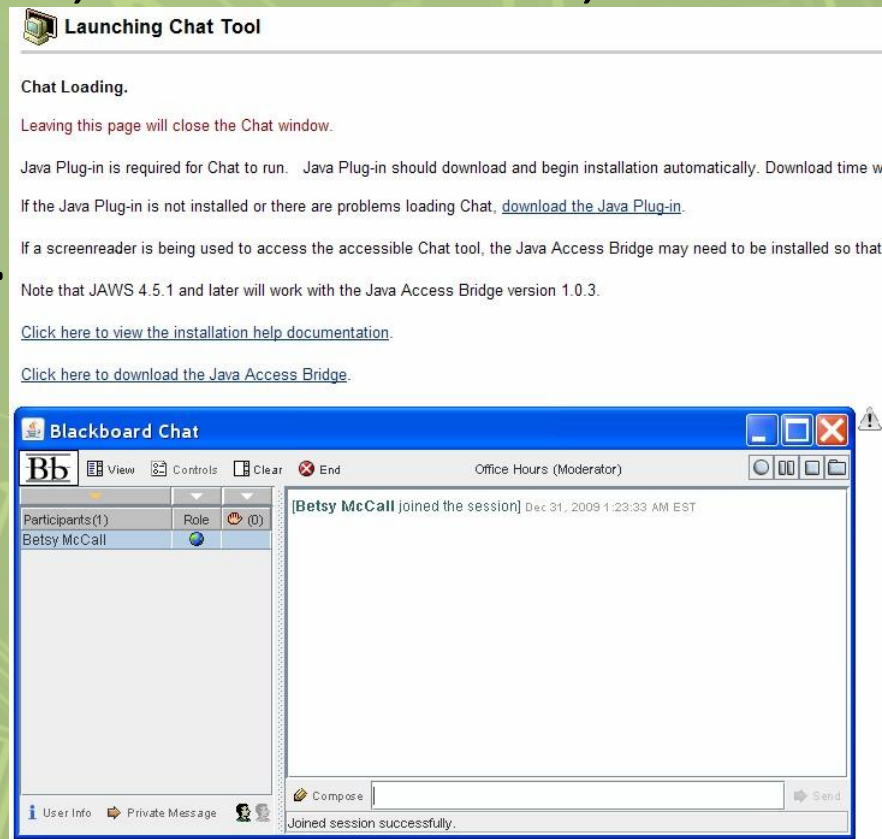 Launching Chat Tool
Chat Loading.
Leaving this page will close the Chat window.
Java Plug-in is required for Chat to run. Java Plug-in should download and begin installation automatically. Download time w
If the Java Plug-in is not installed or there are problems loading Chat, download the Java Plug-in.
If a screenreader is being used to access the accessible Chat tool, the Java Access Bridge may need to be installed so that
Note that JAWS 4.5.1 and later will work with the Java Access Bridge version 1.0.3.
Click here to view the installation help documentation.
Click here to download the Java Access Bridge.
Blackboard Chat
Bb View Controls Clear End Office Hours (Moderator)
Participants(1) Role (0)
Betsy McCall
[Betsy McCall joined the session] Dec 31, 2009 1:23:33 AM EST
Compose Send
User Info Private Message
Joined session successfully.